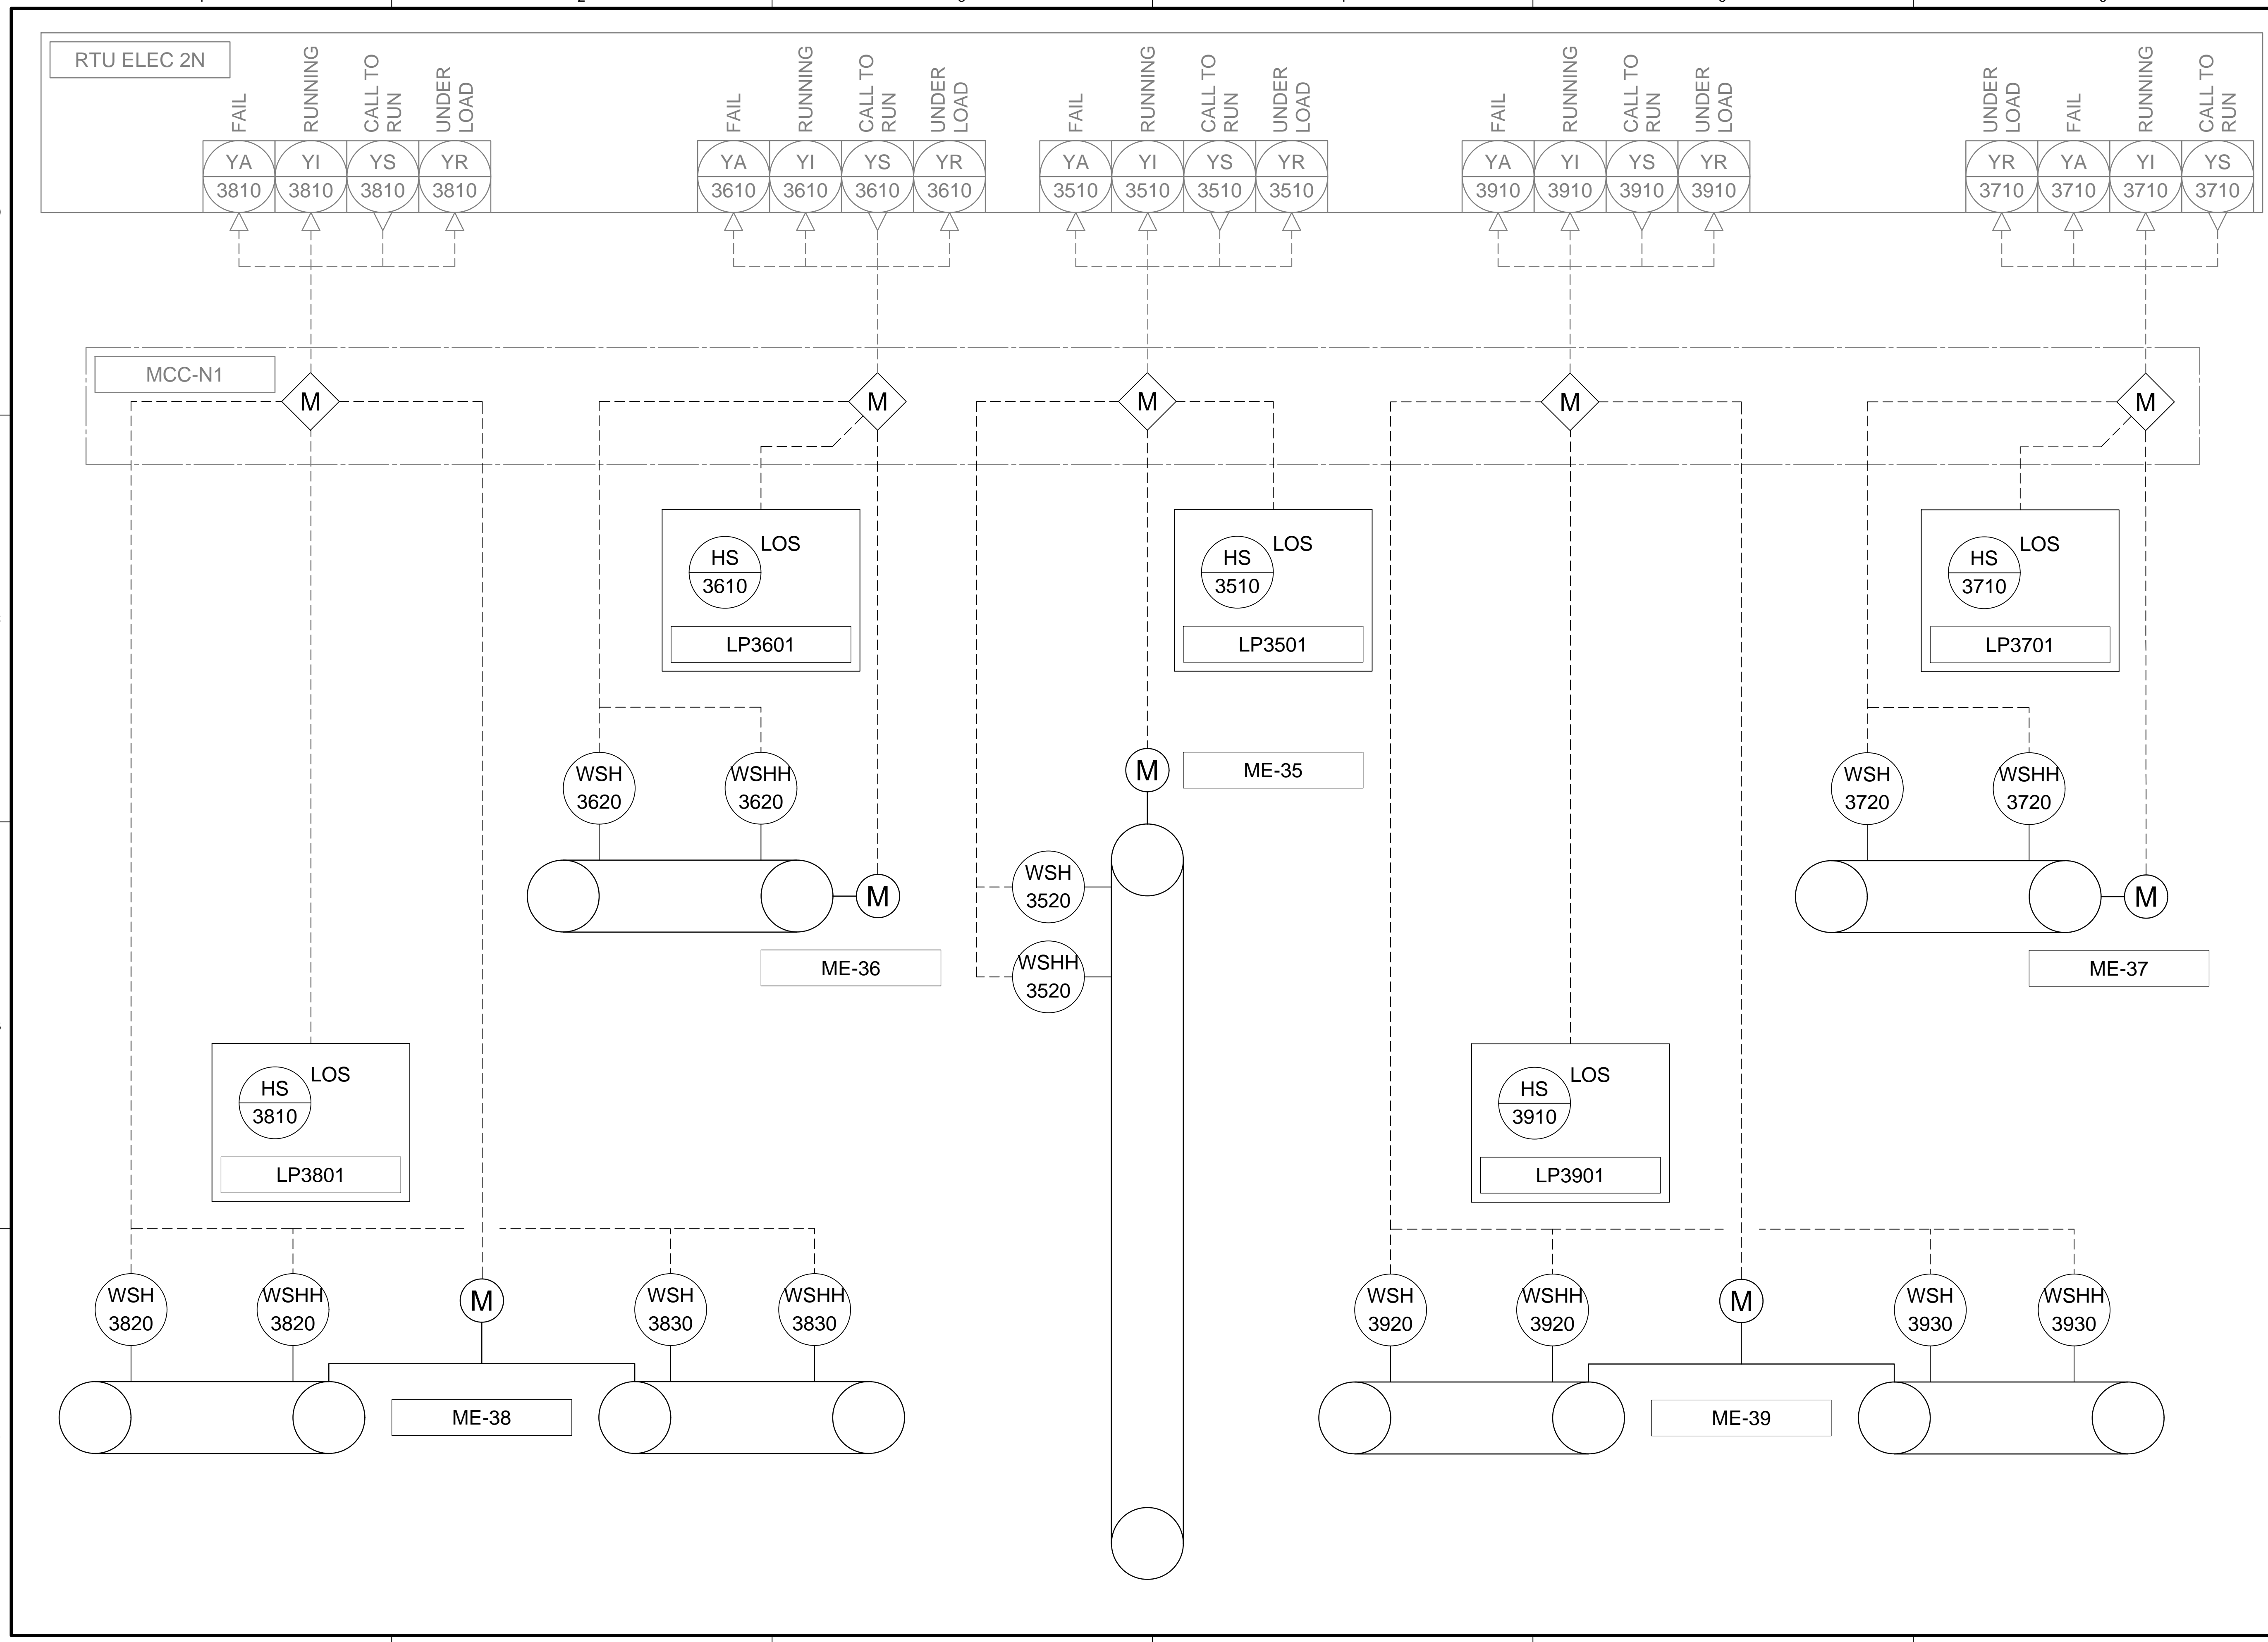 RTU ELEC 2N
FAIL
RUNNING
CALL TO
RUN
UNDER
LOAD
FAIL
RUNNING
CALL TO
RUN
UNDER
LOAD
FAIL
RUNNING
CALL TO
RUN
UNDER
LOAD
FAIL
RUNNING
CALL TO
RUN
UNDER
LOAD
UNDER
LOAD
FAIL
RUNNING
CALL TO
RUN
YA
3810
YI
3810
YS
3810
YR
3810
YA
3610
YI
3610
YS
3610
YR
3610
YA
3510
YI
3510
YS
3510
YR
3510
YA
3910
YI
3910
YS
3910
YR
3910
YR
3710
YA
3710
YI
3710
YS
3710
MCC-N1
M
M
M
M
M
HS
3610
LOS
LP3601
HS
3510
LOS
LP3501
HS
3710
LOS
LP3701
WSH
3620
WSHH
3620
M
ME-35
WSH
3720
WSHH
3720
WSH
3520
M
M
WSHH
3520
ME-36
ME-37
HS
3810
LOS
LP3801
HS
3910
LOS
LP3901
WSH
3820
WSHH
3820
M
WSH
3830
WSHH
3830
WSH
3920
WSHH
3920
M
WSH
3930
WSHH
3930
ME-38
ME-39